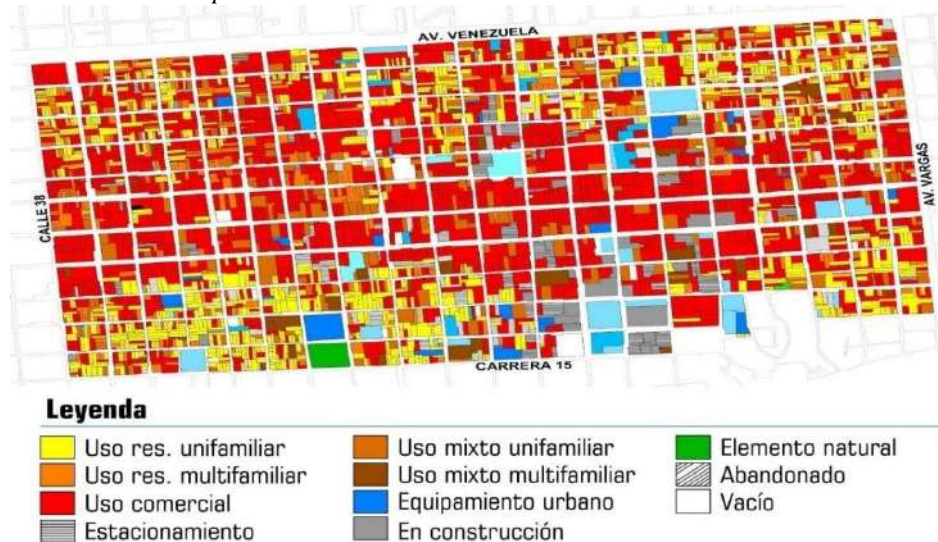 AV. VENEZUELA
CALLE 38
AV. VARGAS
CARRERA 15
Leyenda
Uso res. unifamiliar
Uso mixto unifamiliar
Elemento natural
Uso res. multifamiliar
Uso mixto multifamiliar
Abandonado
Uso comercial
Equipamiento urbano
Vacío
Estacionamiento
En construcción